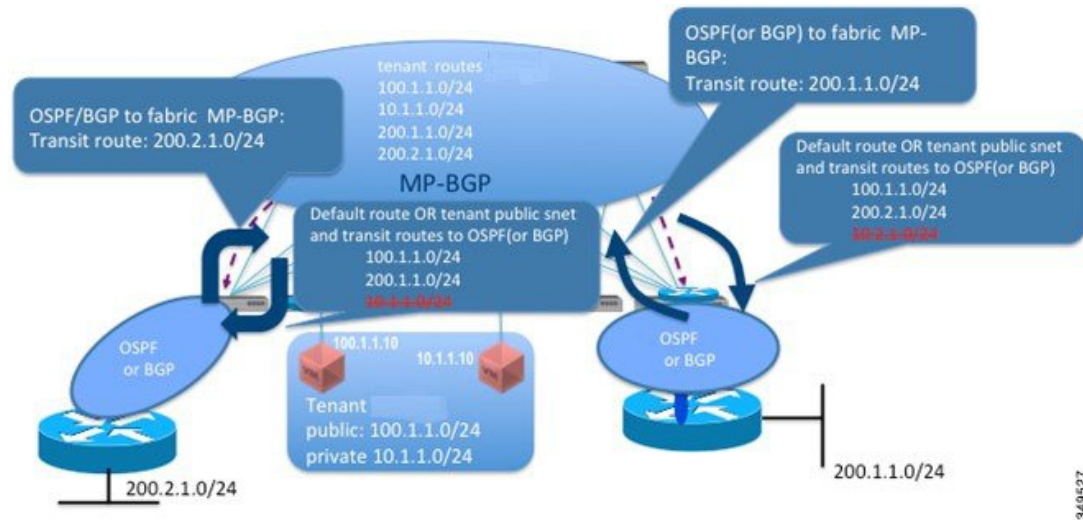 OSPF(or BGP) to fabric MP-
BGP:
Transit route: 200.1.1.0/24
tenant routes
100.1.1.0/24
10.1.1.0/24
200.1.1.0/24
200.2.1.0/24
MP-BGP
OSPF/BGP to fabric MP-BGP:
Transit route: 200.2.1.0/24
Default route OR tenant public snet
and transit routes to OSPF(or BGP)
100.1.1.0/24
200.2.1.0/24
10.2.1.0/24
Default route OR tenant public snet
and transit routes to OSPF(or BGP)
100.1.1.0/24
200.1.1.0/24
10.1.1.0/24
OSPF
or BGP
100.1.1.10
10.1.1.10
VM
VM
OSPF
or BGP
Tenant
public: 100.1.1.0/24
private 10.1.1.0/24
200.2.1.0/24
200.1.1.0/24
349527